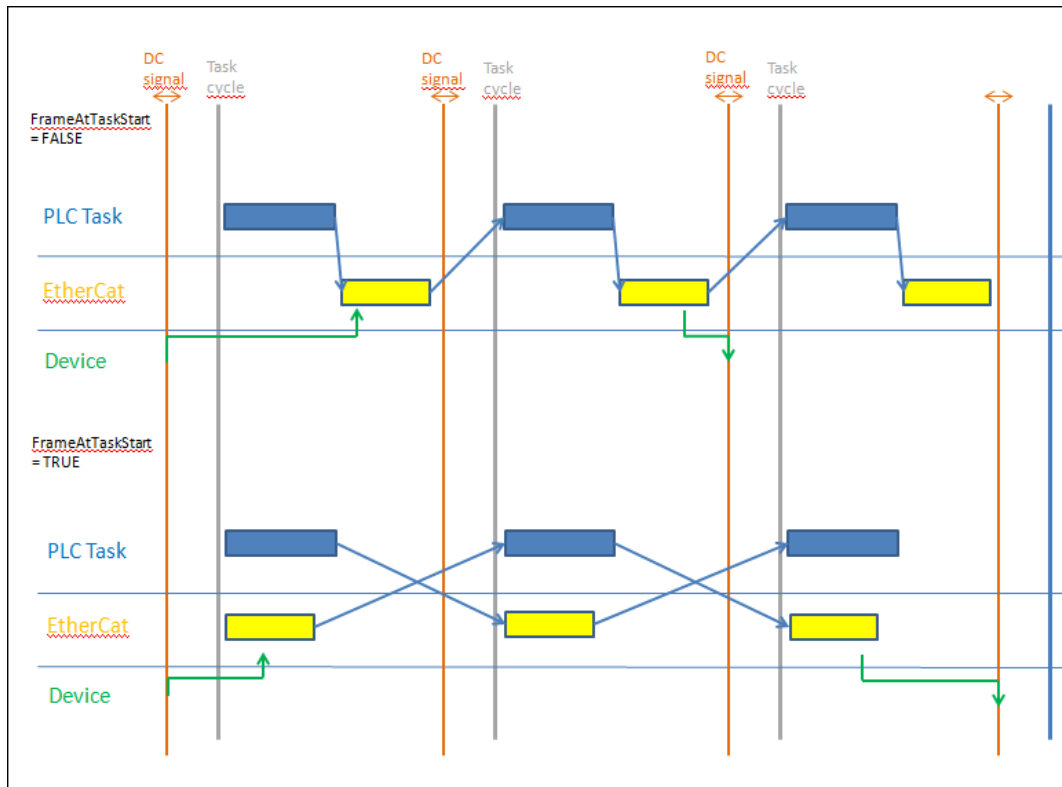 DC
signal
Task
cycle
DC
signal
Task
cycle
DC
signal
Task
cycle
FrameAtTaskStart
= FALSE
PLC Task
EtherCat
Device
FrameAtTaskStart
= TRUE
PLC Task
EtherCat
Device